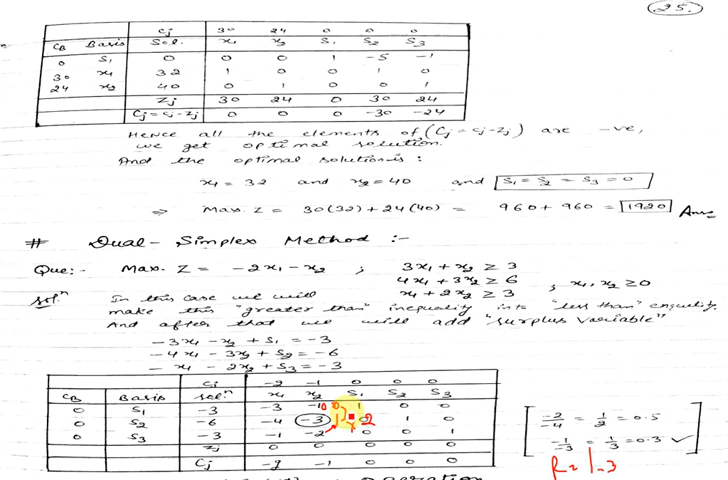 25.
Cj 30 24 0 0 0
CB Basis Sol. x1 x2 S1 S2 S3
0 S1 0 0 0 1 -5 -1
30 x1 32 1 0 0 1 0
24 x2 40 0 1 0 0 1
Zj 30 24 0 30 24
Cj = cj - zj 0 0 0 -30 -24
Hence all the elements of (Cj = cj - zj) are -ve,
we get optimal solution.
And the optimal solution is :
x1 = 32 and x2 = 40 and S1 = S2 = S3 = 0
⇒ Max. Z = 30(32) + 24(40) = 960 + 960 = 1920 Ans
# Dual-Simplex Method :-
Que:- Max. Z = -2x1 - x2 ; 3x1 + x2 ≥ 3
4x1 + 3x2 ≥ 6 ; x1, x2 ≥ 0
x1 + 2x2 ≥ 3
Solⁿ In this case we will
make this "greater than" inequality into "less than" enquality.
And after that we will add "surplus variable"
-3x1 - x2 + S1 = -3
-4x1 - 3x2 + S2 = -6
-x1 - 2x2 + S3 = -3
Cj -2 -1 0 0 0
CB Basis solⁿ x1 x2 S1 S2 S3
0 S1 -3 -3 -1 1 0 0
0 S2 -6 -4 -3 0 1 0
0 S3 -3 -1 -2 0 0 1
Zj 0 0 0 0 0
Cj -2 -1 0 0 0
-2/-4 = 1/2 = 0.5
-1/-3 = 1/3 = 0.3 ✓
operation